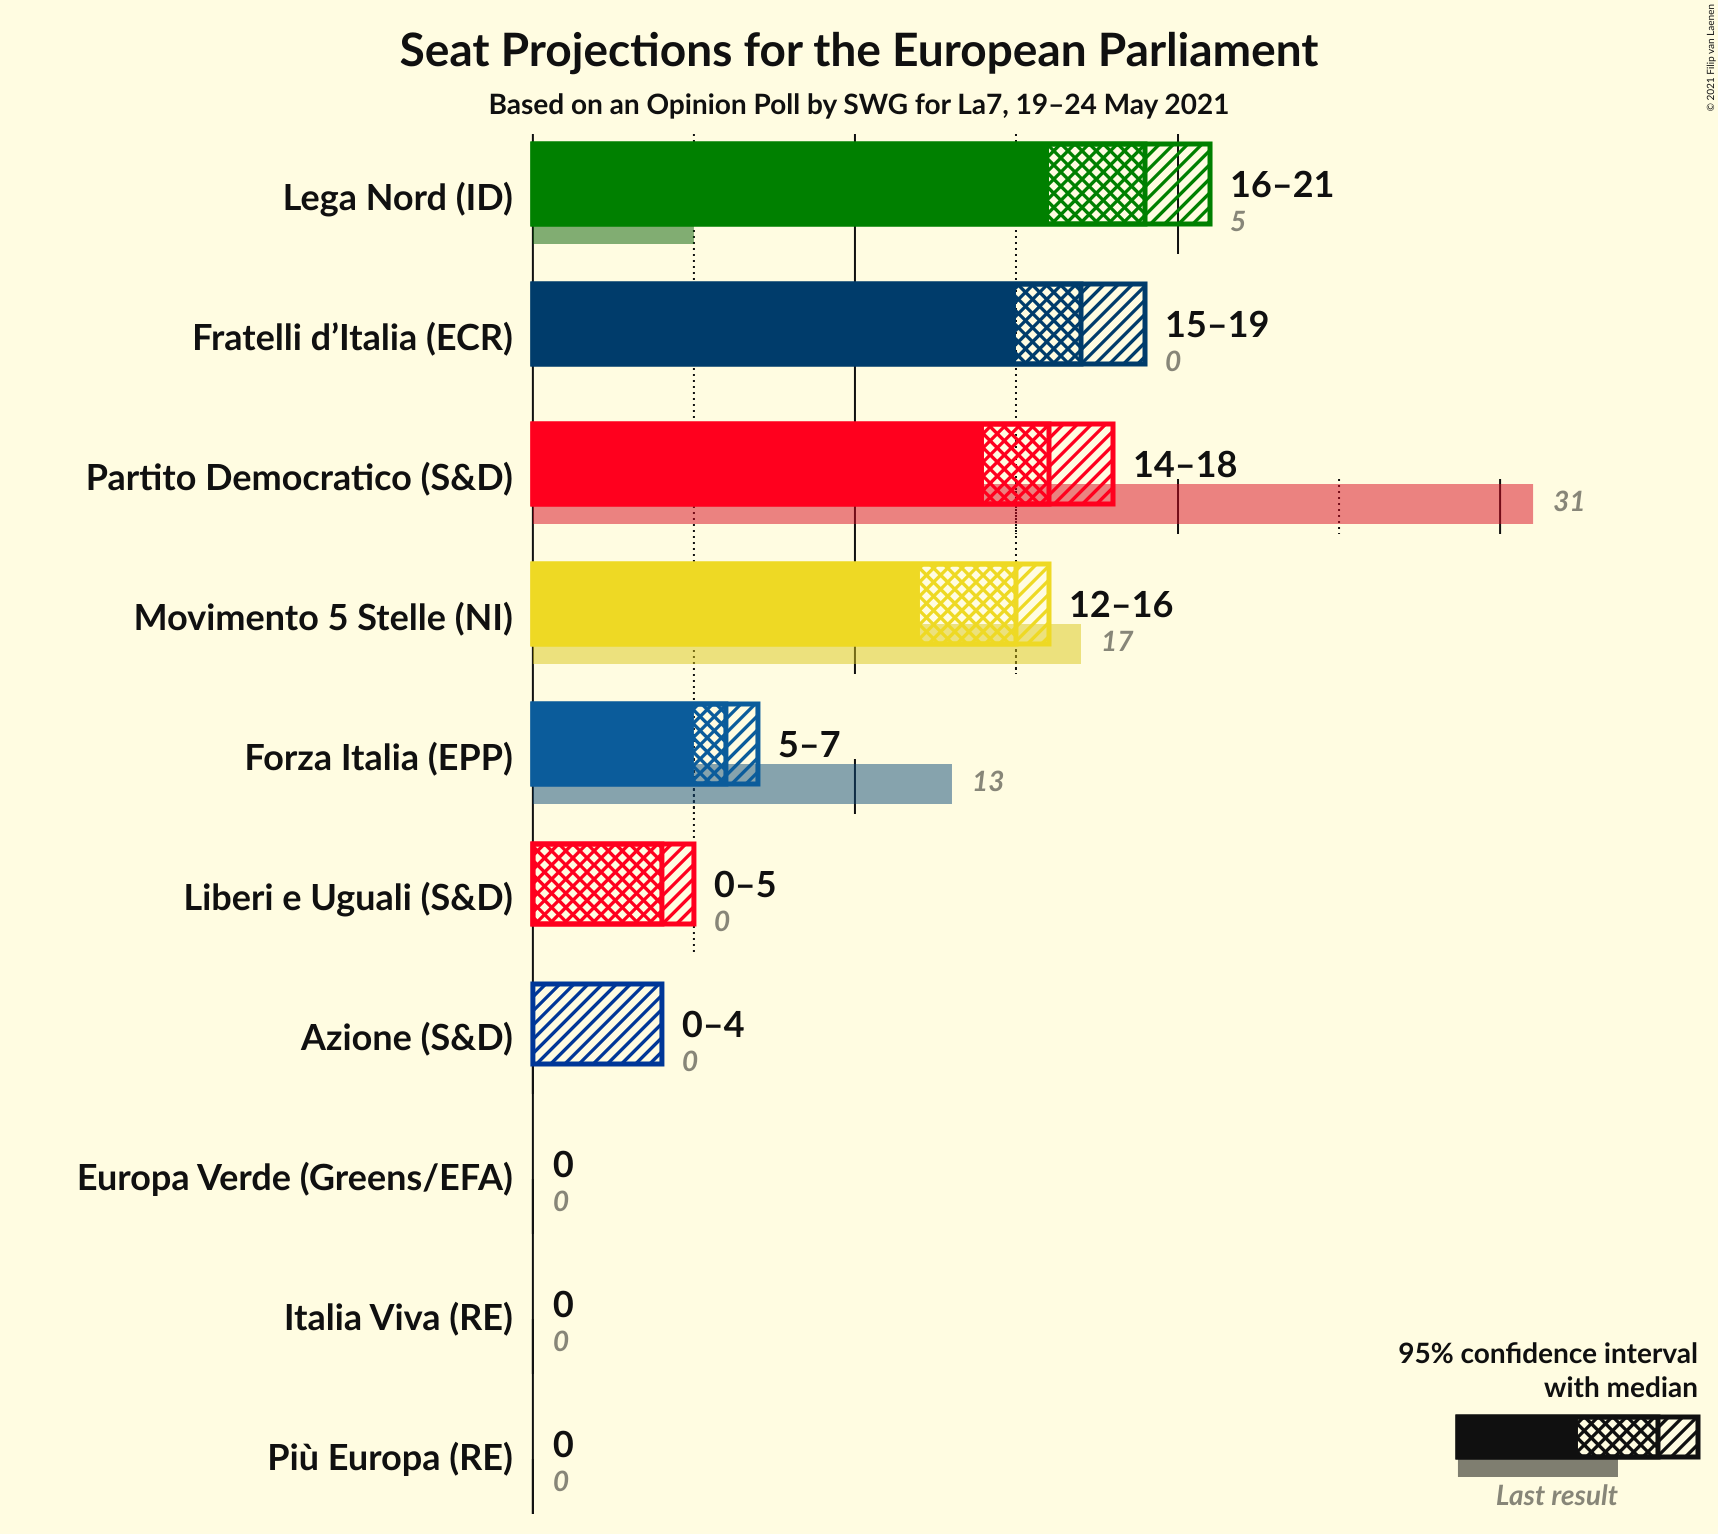 Seat Projections for the European Parliament
Based on an Opinion Poll by SWG for La7, 19–24 May 2021
© 2021 Filip van Laenen
Lega Nord (ID)
16–21
5
Fratelli d’Italia (ECR)
15–19
0
Partito Democratico (S&D)
14–18
31
Movimento 5 Stelle (NI)
12–16
17
Forza Italia (EPP)
5–7
13
Liberi e Uguali (S&D)
0–5
0
Azione (S&D)
0–4
0
Europa Verde (Greens/EFA)
0
0
Italia Viva (RE)
0
0
Più Europa (RE)
0
0
95% confidence interval
with median
Last result